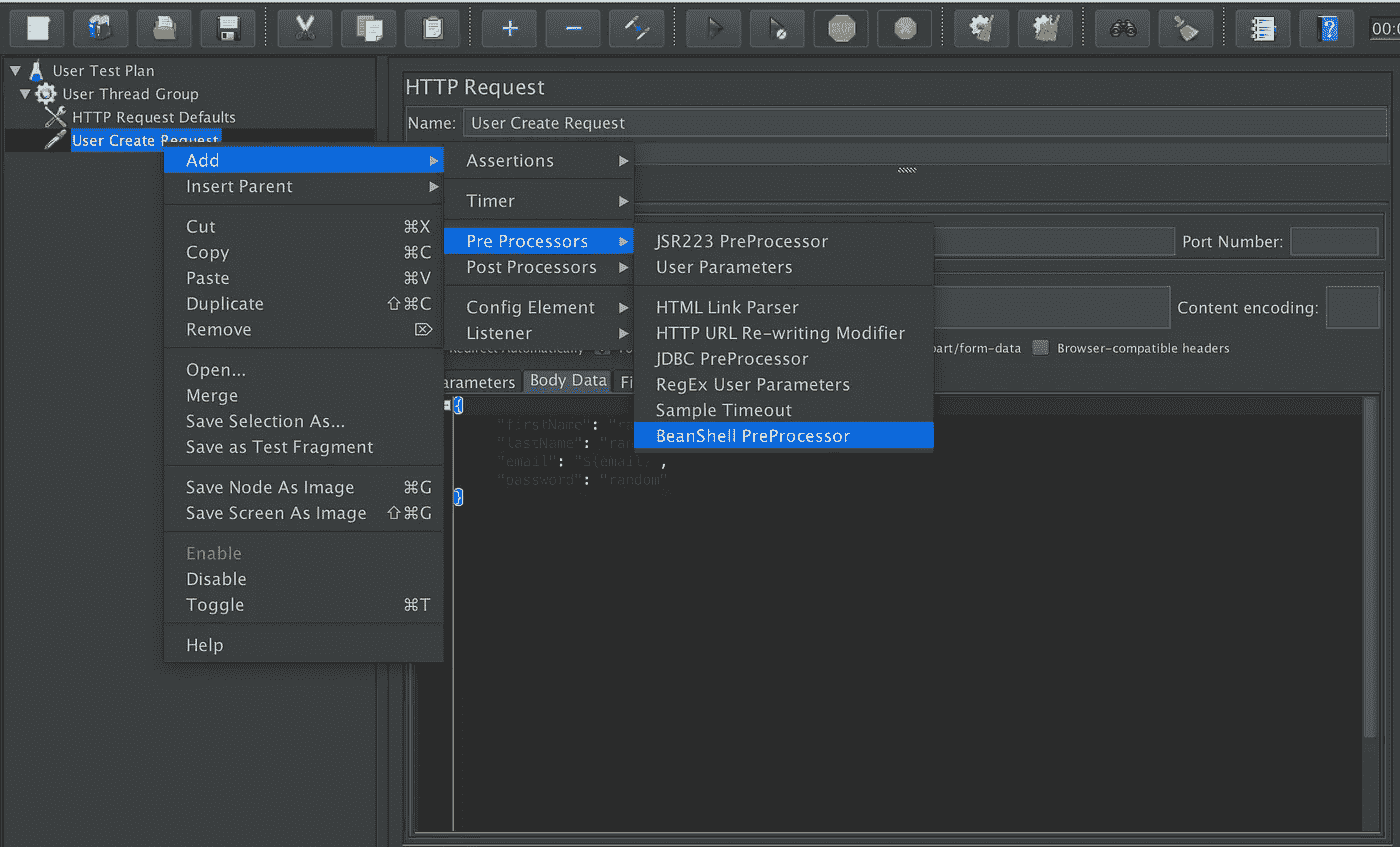 00:0
User Test Plan
User Thread Group
HTTP Request Defaults
User Create Request
HTTP Request
Name: User Create Request
Add
Insert Parent
Cut ⌘X
Copy ⌘C
Paste ⌘V
Duplicate ⇧⌘C
Remove ⌦
Open...
Merge
Save Selection As...
Save as Test Fragment
Save Node As Image ⌘G
Save Screen As Image ⇧⌘G
Enable
Disable
Toggle ⌘T
Help
Assertions
Timer
Pre Processors
Post Processors
Config Element
Listener
JSR223 PreProcessor
User Parameters
HTML Link Parser
HTTP URL Re-writing Modifier
JDBC PreProcessor
RegEx User Parameters
Sample Timeout
BeanShell PreProcessor
Port Number:
Content encoding:
part/form-data Browser-compatible headers
arameters Body Data Fi
{
"firstName": "ra
"lastName": "ran
"email": "${email}",
"password": "random"
}